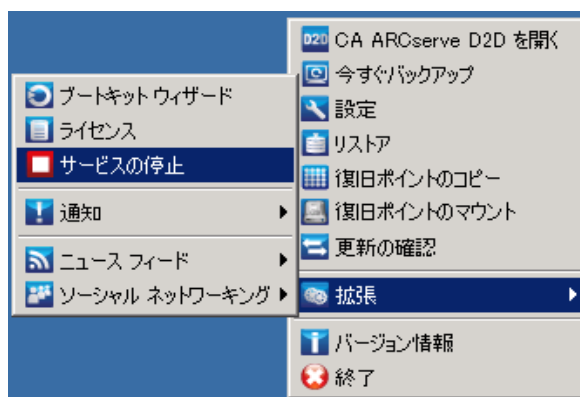 D2D CA ARCserve D2D を開く
今すぐバックアップ
設定
リストア
復旧ポイントのコピー
復旧ポイントのマウント
更新の確認
拡張
バージョン情報
終了
ブートキット ウィザード
ライセンス
サービスの停止
通知
ニュース フィード
ソーシャル ネットワーキング